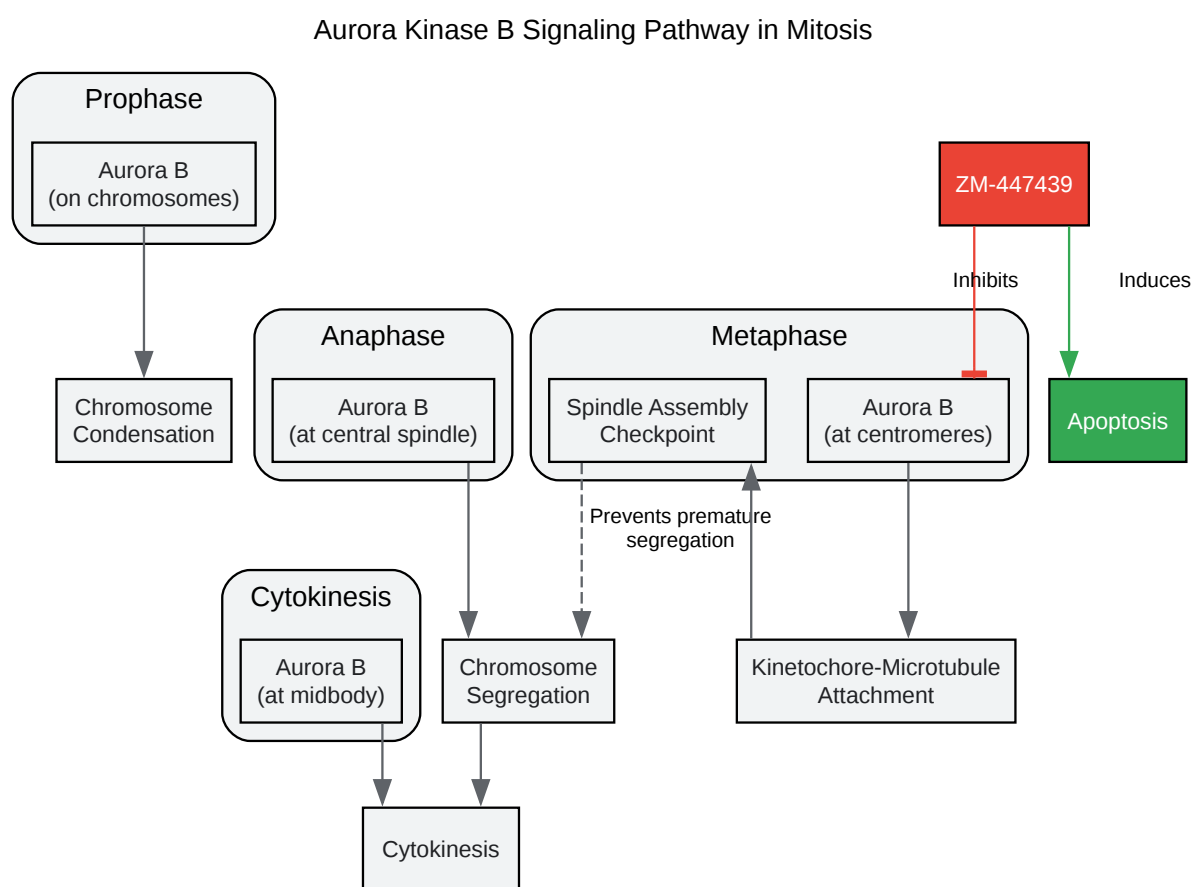 Aurora Kinase B Signaling Pathway in Mitosis
Prophase
Aurora B
(on chromosomes)
ZM-447439
Inhibits
Induces
Anaphase
Metaphase
Chromosome
Condensation
Aurora B
(at central spindle)
Spindle Assembly
Checkpoint
Aurora B
(at centromeres)
Apoptosis
Prevents premature
segregation
Cytokinesis
Aurora B
(at midbody)
Chromosome
Segregation
Kinetochore-Microtubule
Attachment
Cytokinesis